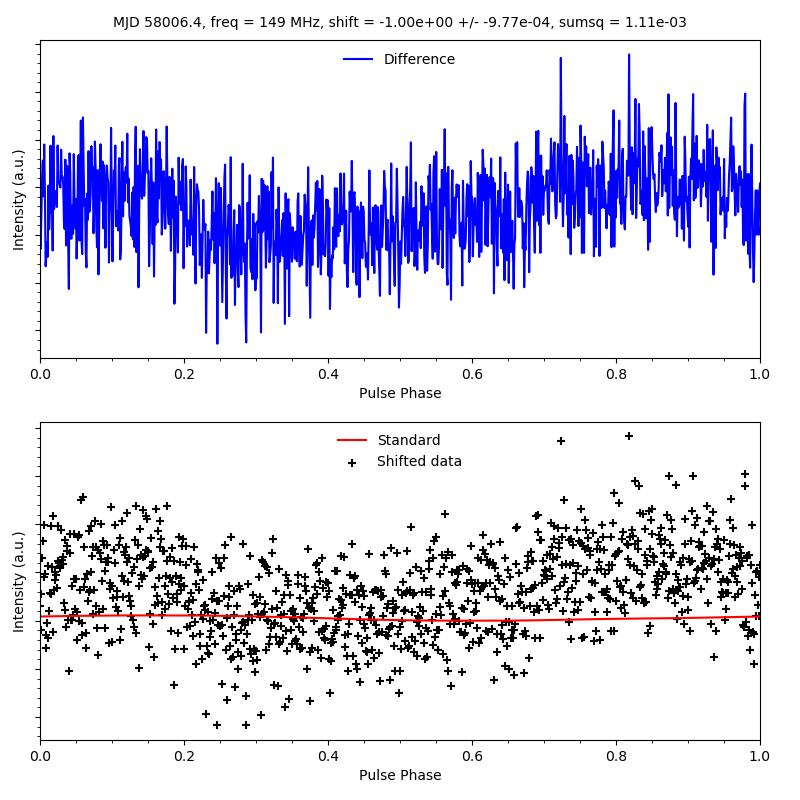 MJD 58006.4, freq = 149 MHz, shift = -1.00e+00 +/- -9.77e-04, sumsq = 1.11e-03
Difference
Intensity (a.u.)
0.0 0.2 0.4 0.6 0.8 1.0
Pulse Phase
Standard
Shifted data
Intensity (a.u.)
0.0 0.2 0.4 0.6 0.8 1.0
Pulse Phase